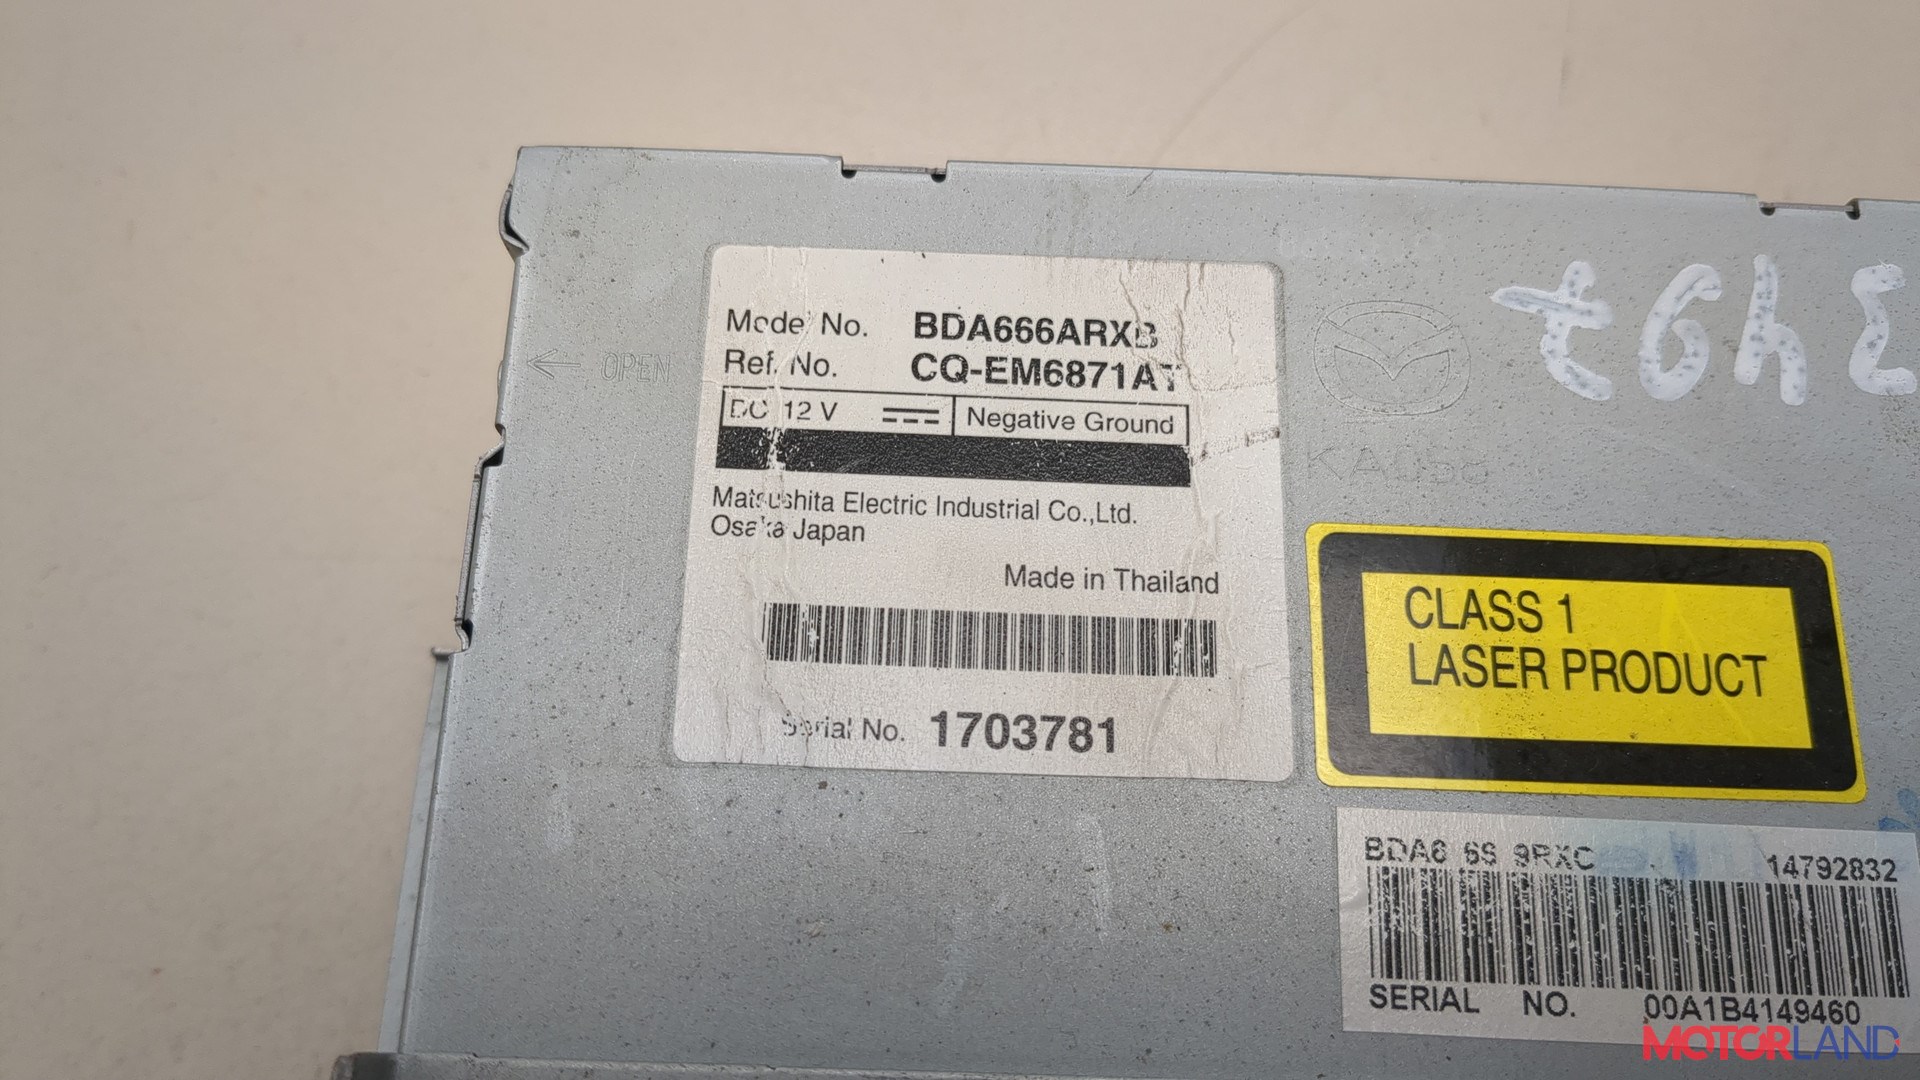 Model No. BDA666ARXB
Ref. No. CQ-EM6871AT
DC 12 V Negative Ground
Matsushita Electric Industrial Co.,Ltd.
Osaka Japan
Made in Thailand
Serial No. 1703781
← OPEN
3497
CLASS 1
LASER PRODUCT
14792832
SERIAL NO. 00A1B4149460
MOTORLAND